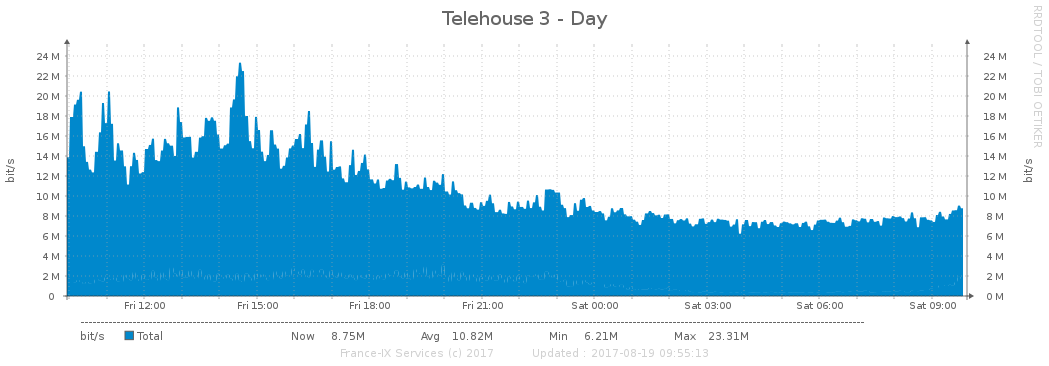 Telehouse 3 - Day
RRDTOOL / TOBI OETIKER
bit/s
24 M 24 M
22 M 22 M
20 M 20 M
18 M 18 M
16 M 16 M
14 M 14 M
12 M 12 M
10 M 10 M
8 M 8 M
6 M 6 M
4 M 4 M
2 M 2 M
0 0 M
bit/s
Fri 12:00 Fri 15:00 Fri 18:00 Fri 21:00 Sat 00:00 Sat 03:00 Sat 06:00 Sat 09:00
bit/s Total Now 8.75M Avg 10.82M Min 6.21M Max 23.31M
France-IX Services (c) 2017 Updated : 2017-08-19 09:55:13